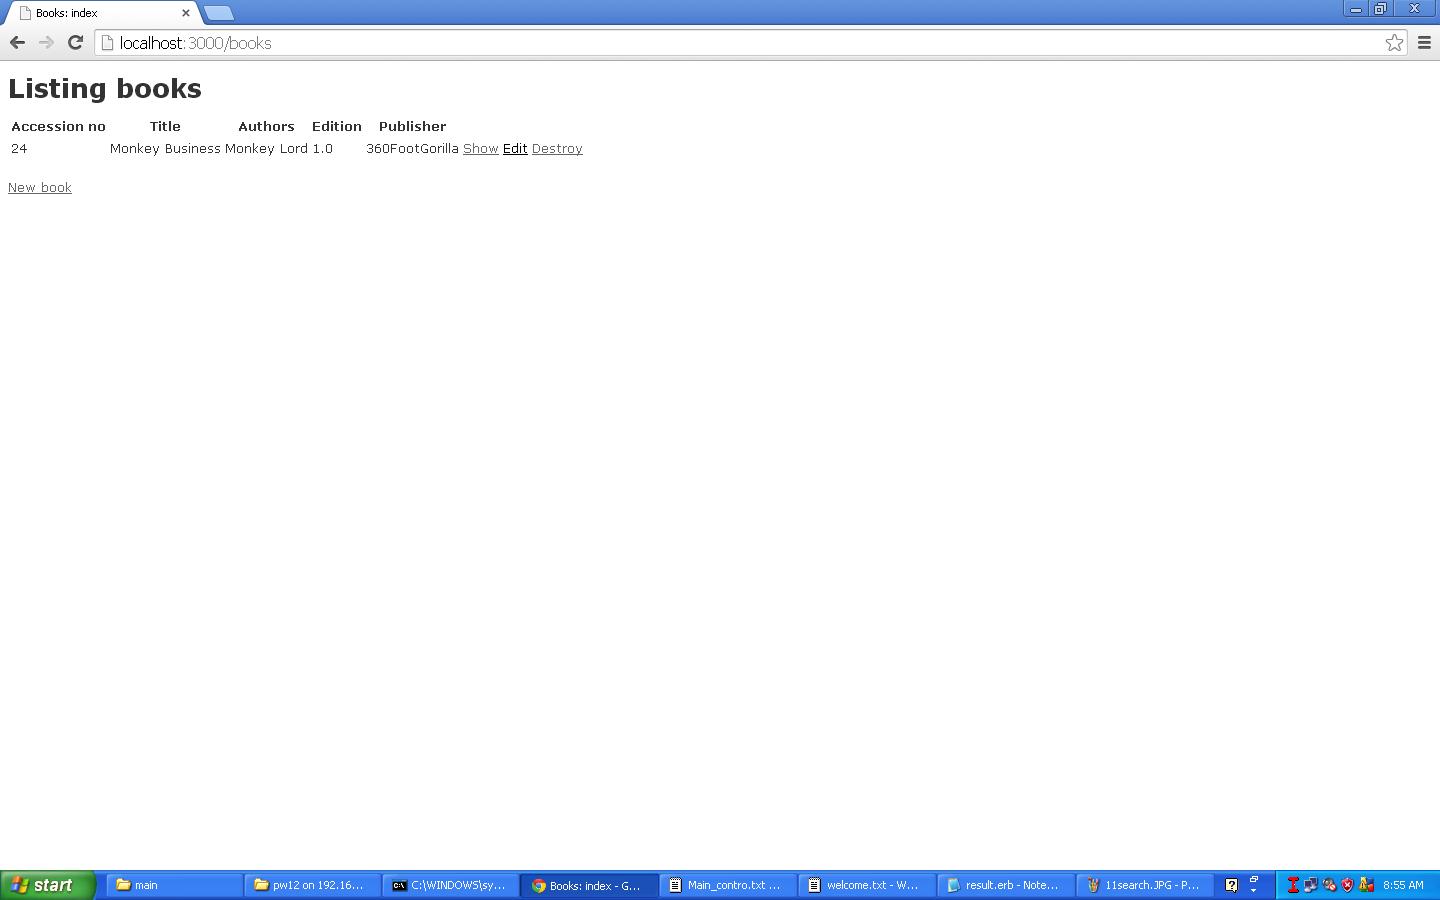 Books: index
localhost:3000/books
Listing books
Accession no Title Authors Edition Publisher
24 Monkey Business Monkey Lord 1.0 360FootGorilla Show Edit Destroy
New book
start main pw12 on 192.16... C:\WINDOWS\sy... Books: index - G... Main_contro.txt ... welcome.txt - W... result.erb - Note... 11search.JPG - P... 8:55 AM